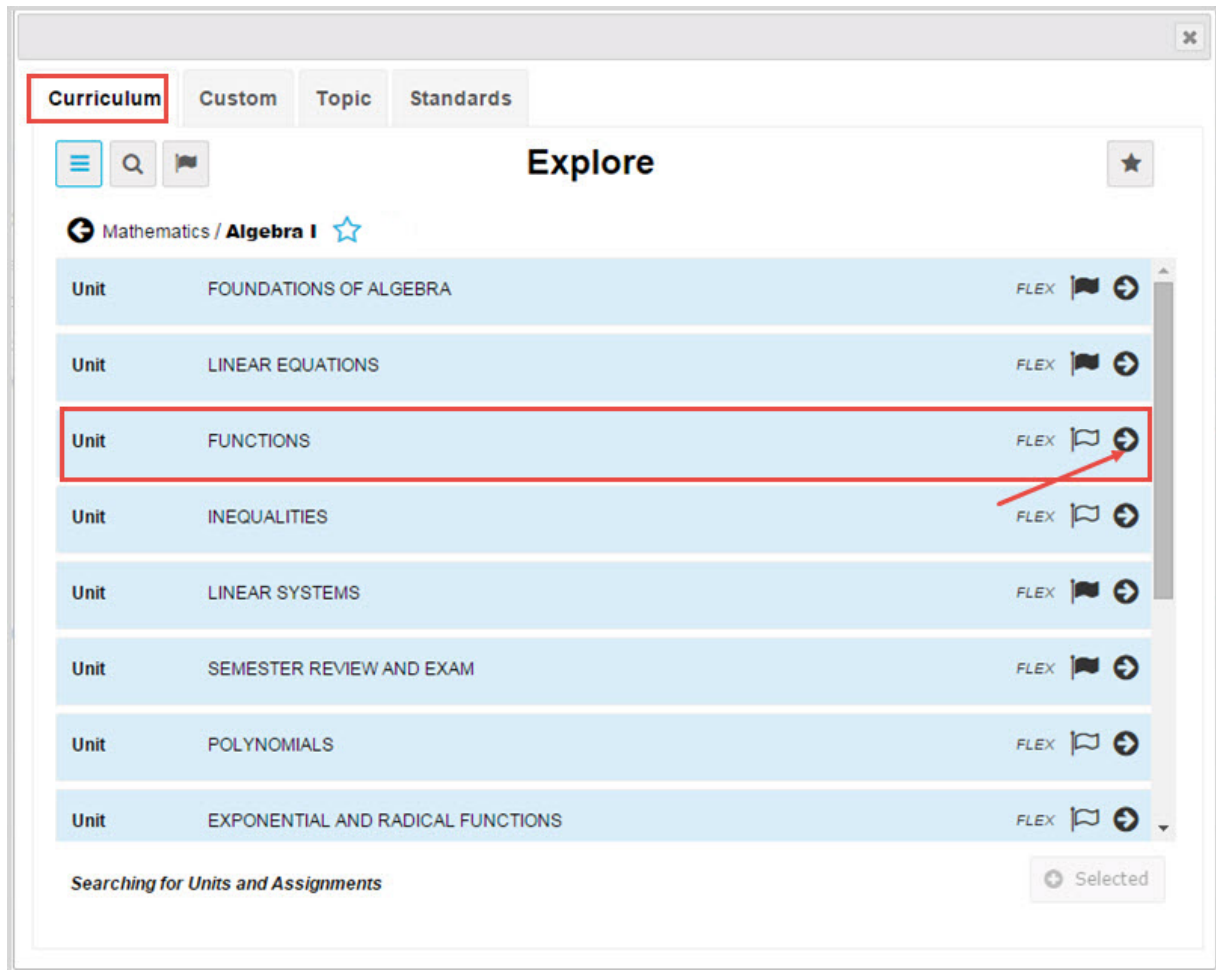 Curriculum Custom Topic Standards
Explore
Mathematics / Algebra I
Unit FOUNDATIONS OF ALGEBRA FLEX
Unit LINEAR EQUATIONS FLEX
Unit FUNCTIONS FLEX
Unit INEQUALITIES FLEX
Unit LINEAR SYSTEMS FLEX
Unit SEMESTER REVIEW AND EXAM FLEX
Unit POLYNOMIALS FLEX
Unit EXPONENTIAL AND RADICAL FUNCTIONS FLEX
Searching for Units and Assignments Selected